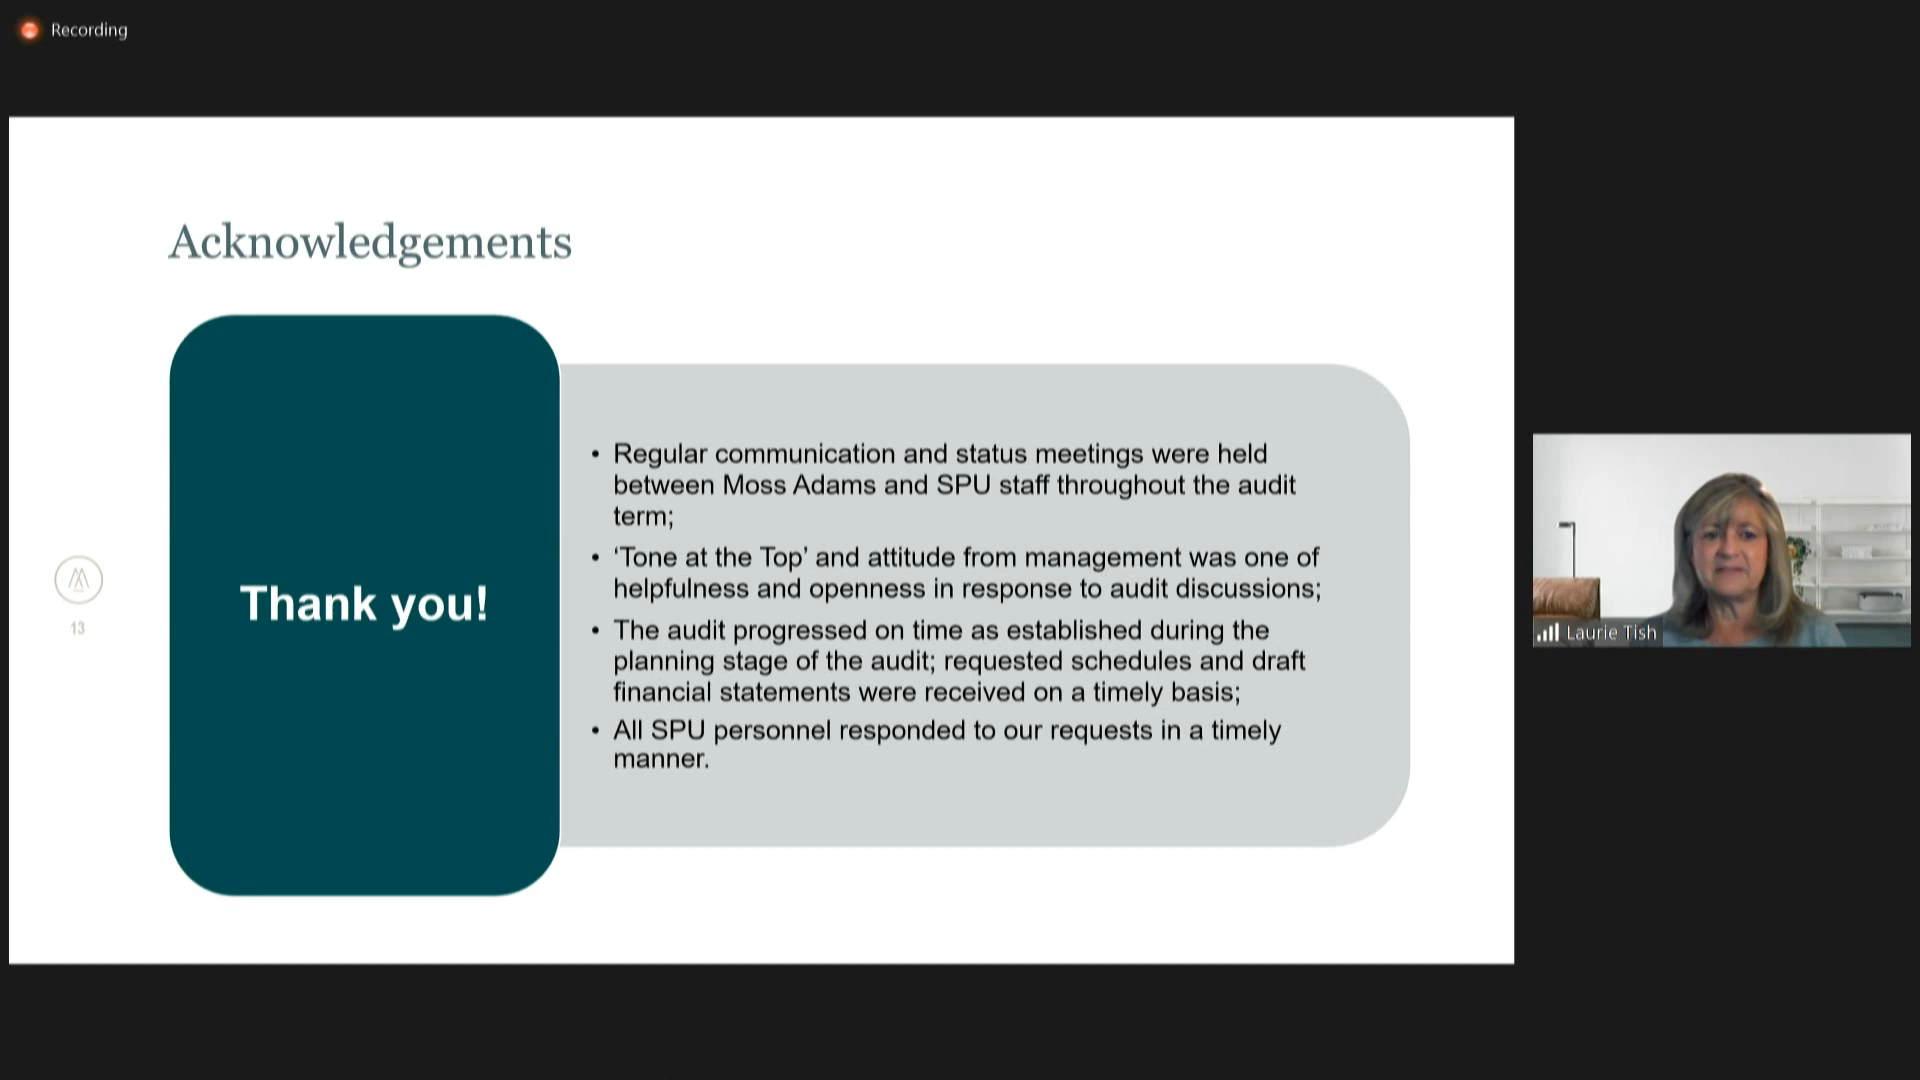 Recording
Acknowledgements
Thank you!
• Regular communication and status meetings were held
between Moss Adams and SPU staff throughout the audit
term;
• ‘Tone at the Top’ and attitude from management was one of
helpfulness and openness in response to audit discussions;
• The audit progressed on time as established during the
planning stage of the audit; requested schedules and draft
financial statements were received on a timely basis;
• All SPU personnel responded to our requests in a timely
manner.
13
Laurie Tish